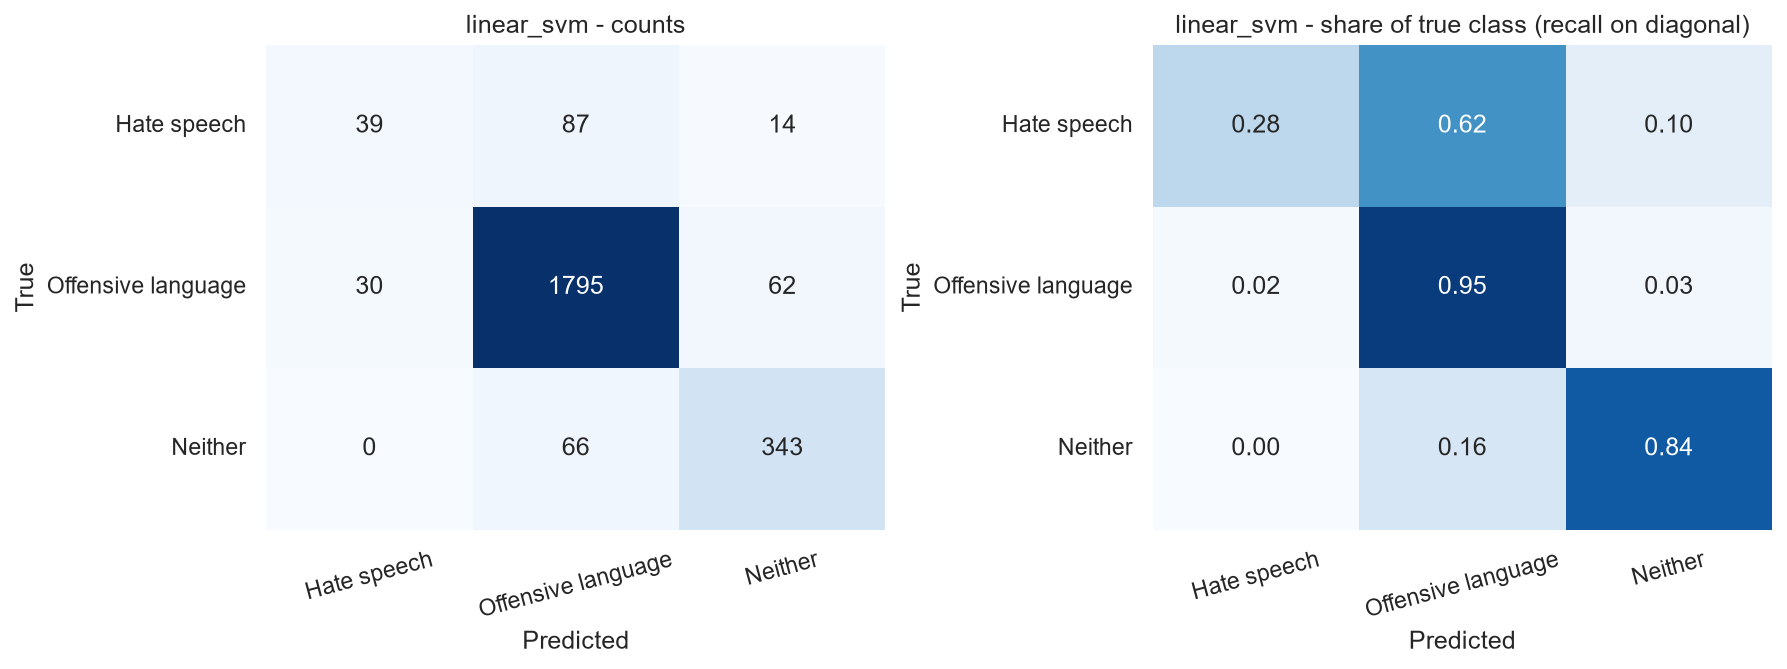 linear_svm - counts
True
Hate speech
39 87 14
Offensive language
30 1795 62
Neither
0 66 343
Hate speech Offensive language Neither
Predicted
linear_svm - share of true class (recall on diagonal)
True
Hate speech
0.28 0.62 0.10
Offensive language
0.02 0.95 0.03
Neither
0.00 0.16 0.84
Hate speech Offensive language Neither
Predicted